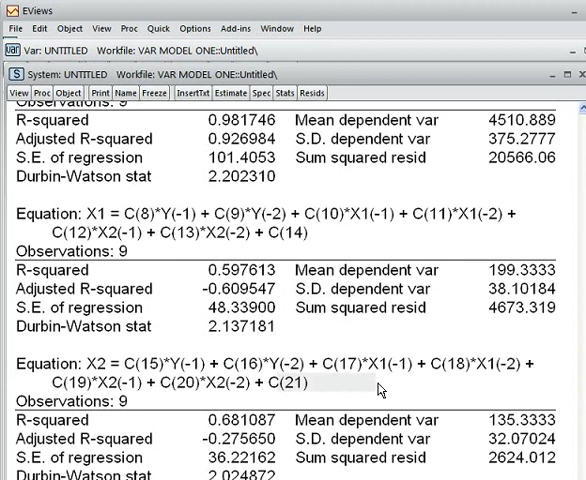 EViews
File Edit Object View Proc Quick Options Add-ins Window Help
var Var: UNTITLED Workfile: VAR MODEL ONE::Untitled\
S System: UNTITLED Workfile: VAR MODEL ONE::Untitled\
View Proc Object Print Name Freeze InsertTxt Estimate Spec Stats Resids
Observations: 9
R-squared 0.981746 Mean dependent var 4510.889
Adjusted R-squared 0.926984 S.D. dependent var 375.2777
S.E. of regression 101.4053 Sum squared resid 20566.06
Durbin-Watson stat 2.202310
Equation: X1 = C(8)*Y(-1) + C(9)*Y(-2) + C(10)*X1(-1) + C(11)*X1(-2) +
C(12)*X2(-1) + C(13)*X2(-2) + C(14)
Observations: 9
R-squared 0.597613 Mean dependent var 199.3333
Adjusted R-squared -0.609547 S.D. dependent var 38.10184
S.E. of regression 48.33900 Sum squared resid 4673.319
Durbin-Watson stat 2.137181
Equation: X2 = C(15)*Y(-1) + C(16)*Y(-2) + C(17)*X1(-1) + C(18)*X1(-2) +
C(19)*X2(-1) + C(20)*X2(-2) + C(21)
Observations: 9
R-squared 0.681087 Mean dependent var 135.3333
Adjusted R-squared -0.275650 S.D. dependent var 32.07024
S.E. of regression 36.22162 Sum squared resid 2624.012
Durbin-Watson stat 2.024872